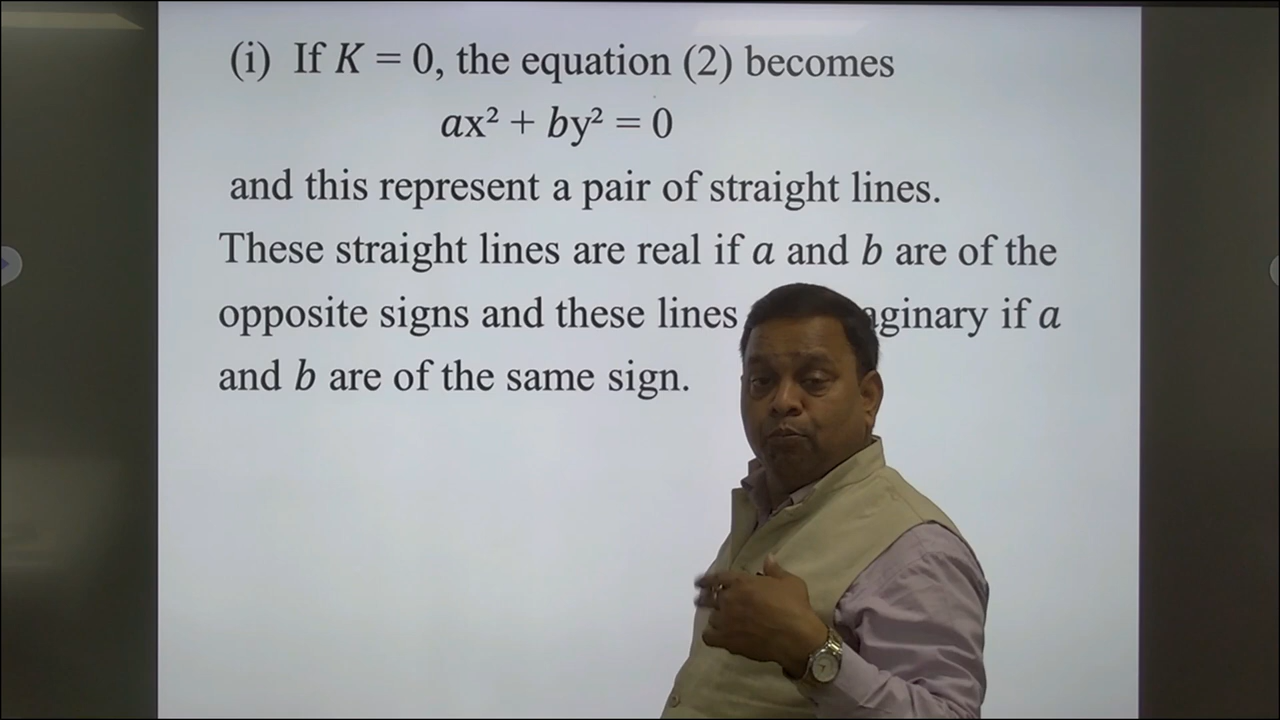 (i) If K = 0, the equation (2) becomes
ax² + by² = 0
and this represent a pair of straight lines.
These straight lines are real if a and b are of the
opposite signs and these lines if a
and b are of the same sign.